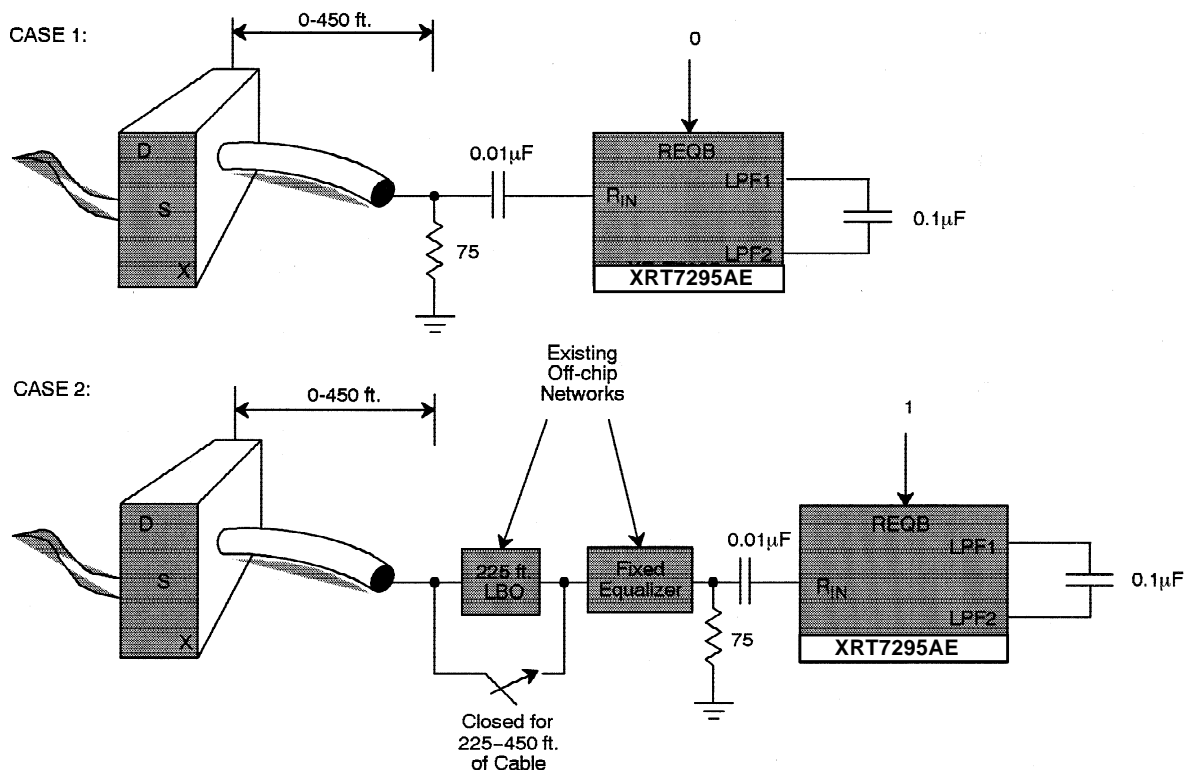 CASE 1:
0-450 ft.
0
D
S
X
0.01µF
75
REQB
RIN
LPF1
LPF2
XRT7295AE
0.1µF
CASE 2:
0-450 ft.
Existing
Off-chip
Networks
1
D
S
X
225 ft.
LBO
Fixed
Equalizer
0.01µF
75
REQB
RIN
LPF1
LPF2
XRT7295AE
0.1µF
Closed for
225–450 ft.
of Cable